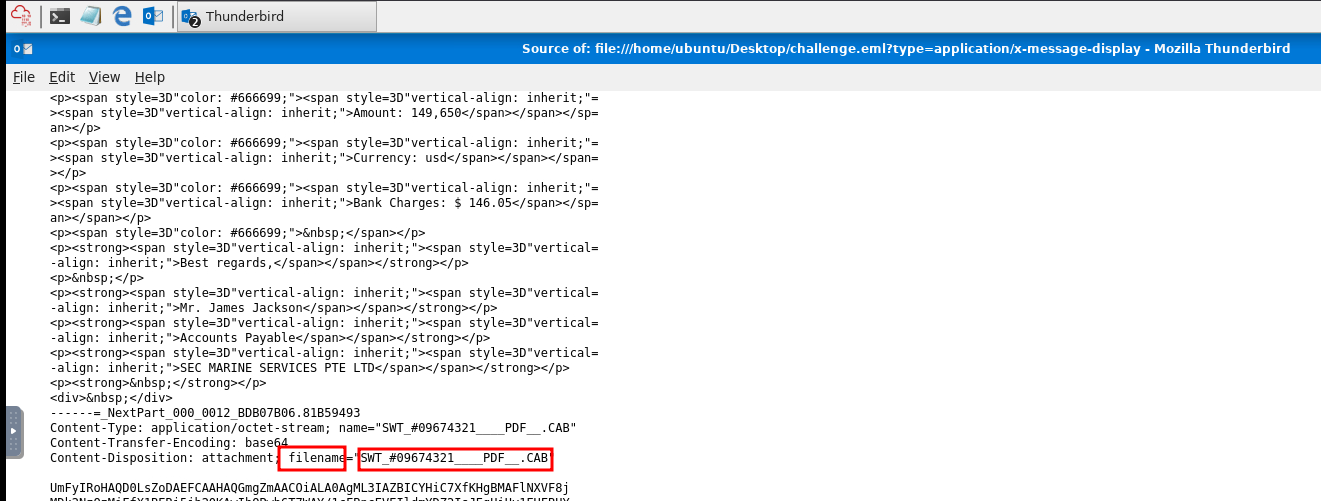 2
Thunderbird
Source of: file:///home/ubuntu/Desktop/challenge.eml?type=application/x-message-display - Mozilla Thunderbird
File Edit View Help
<p><span style=3D"color: #666699;"><span style=3D"vertical-align: inherit;"=
><span style=3D"vertical-align: inherit;">Amount: 149,650</span></span></sp=
an></p>
<p><span style=3D"color: #666699;"><span style=3D"vertical-align: inherit;"=
><span style=3D"vertical-align: inherit;">Currency: usd</span></span></span=
></p>
<p><span style=3D"color: #666699;"><span style=3D"vertical-align: inherit;"=
><span style=3D"vertical-align: inherit;">Bank Charges: $ 146.05</span></sp=
an></span></p>
<p><span style=3D"color: #666699;">&nbsp;</span></p>
<p><strong><span style=3D"vertical-align: inherit;"><span style=3D"vertical=
-align: inherit;">Best regards,</span></span></strong></p>
<p>&nbsp;</p>
<p><strong><span style=3D"vertical-align: inherit;"><span style=3D"vertical=
-align: inherit;">Mr. James Jackson</span></span></strong></p>
<p><strong><span style=3D"vertical-align: inherit;"><span style=3D"vertical=
-align: inherit;">Accounts Payable</span></span></strong></p>
<p><strong><span style=3D"vertical-align: inherit;"><span style=3D"vertical=
-align: inherit;">SEC MARINE SERVICES PTE LTD</span></span></strong></p>
<p><strong>&nbsp;</strong></p>
<div>&nbsp;</div>
------=_NextPart_000_0012_BDB07B06.81B59493
Content-Type: application/octet-stream; name="SWT_#09674321____PDF__.CAB"
Content-Transfer-Encoding: base64
Content-Disposition: attachment; filename="SWT_#09674321____PDF__.CAB"
UmFyIRoHAQD0LsZoDAEFCAAHAQGmgZmAACOiALA0AgML3IAZBICYHiC7XfKHgBMAFlNXVF8j